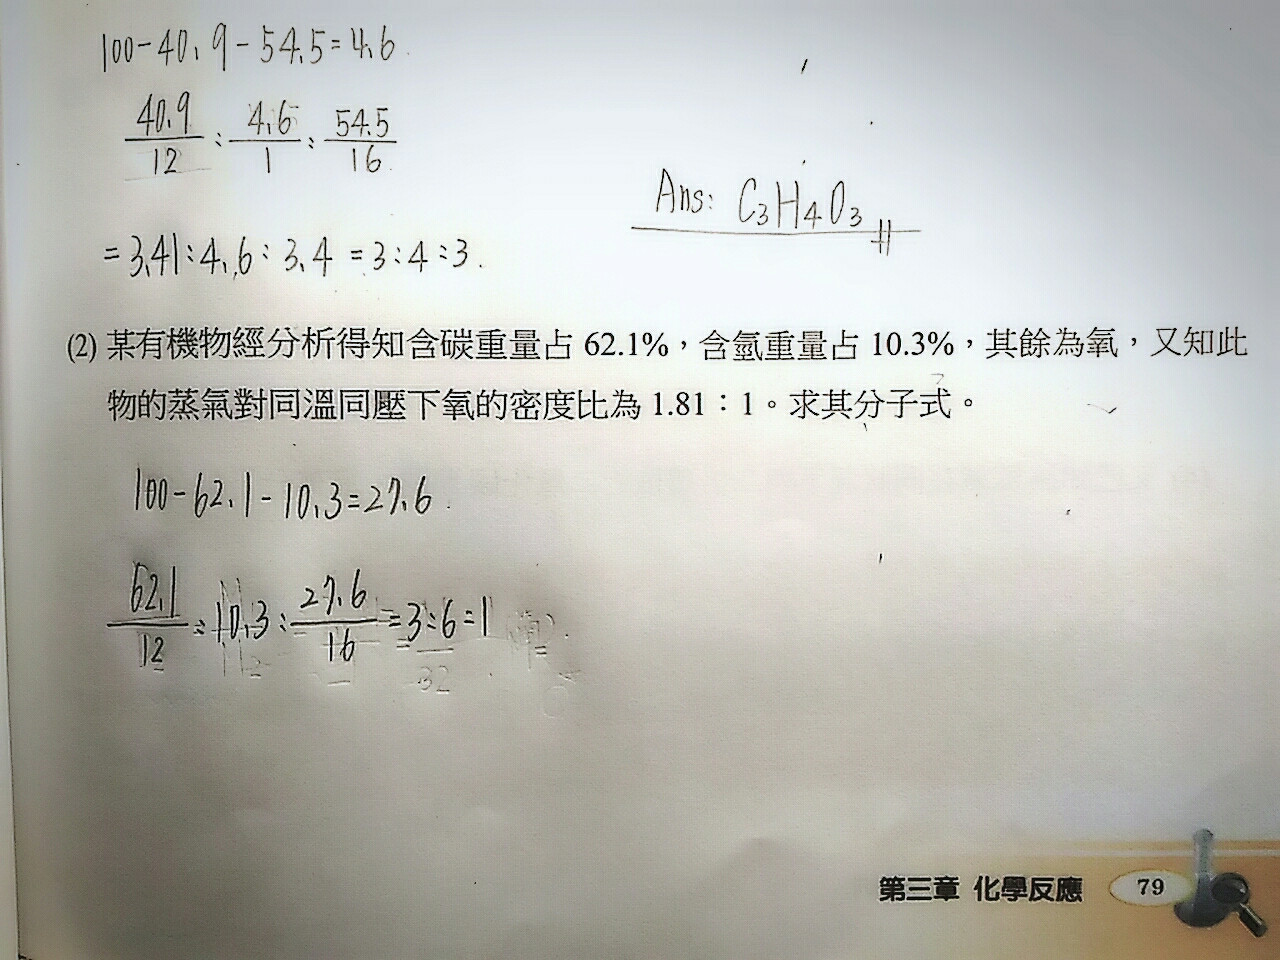 100-40.9-54.5=4.6
40.9/12 : 4.6/1 : 54.5/16
Ans: C₃H₄O₃
=3.41:4.6:3.4=3:4:3.
(2) 某有機物經分析得知含碳重量占 62.1%，含氫重量占 10.3%，其餘為氧，又知此
物的蒸氣對同溫同壓下氧的密度比為 1.81：1。求其分子式。
100-62.1-10.3=27.6.
62.1/12 : 10.3 : 27.6/16 =3:6=1
第三章 化學反應 79